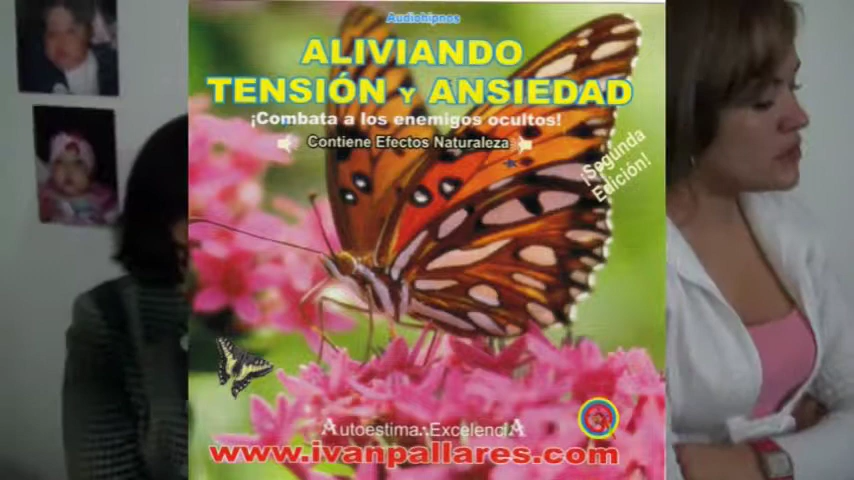 Audiohipnos
ALIVIANDO
TENSIÓN Y ANSIEDAD
¡Combata a los enemigos ocultos!
Contiene Efectos Naturaleza
¡Segunda
Edición!
Autoestima Excelencia
www.ivanpallares.com